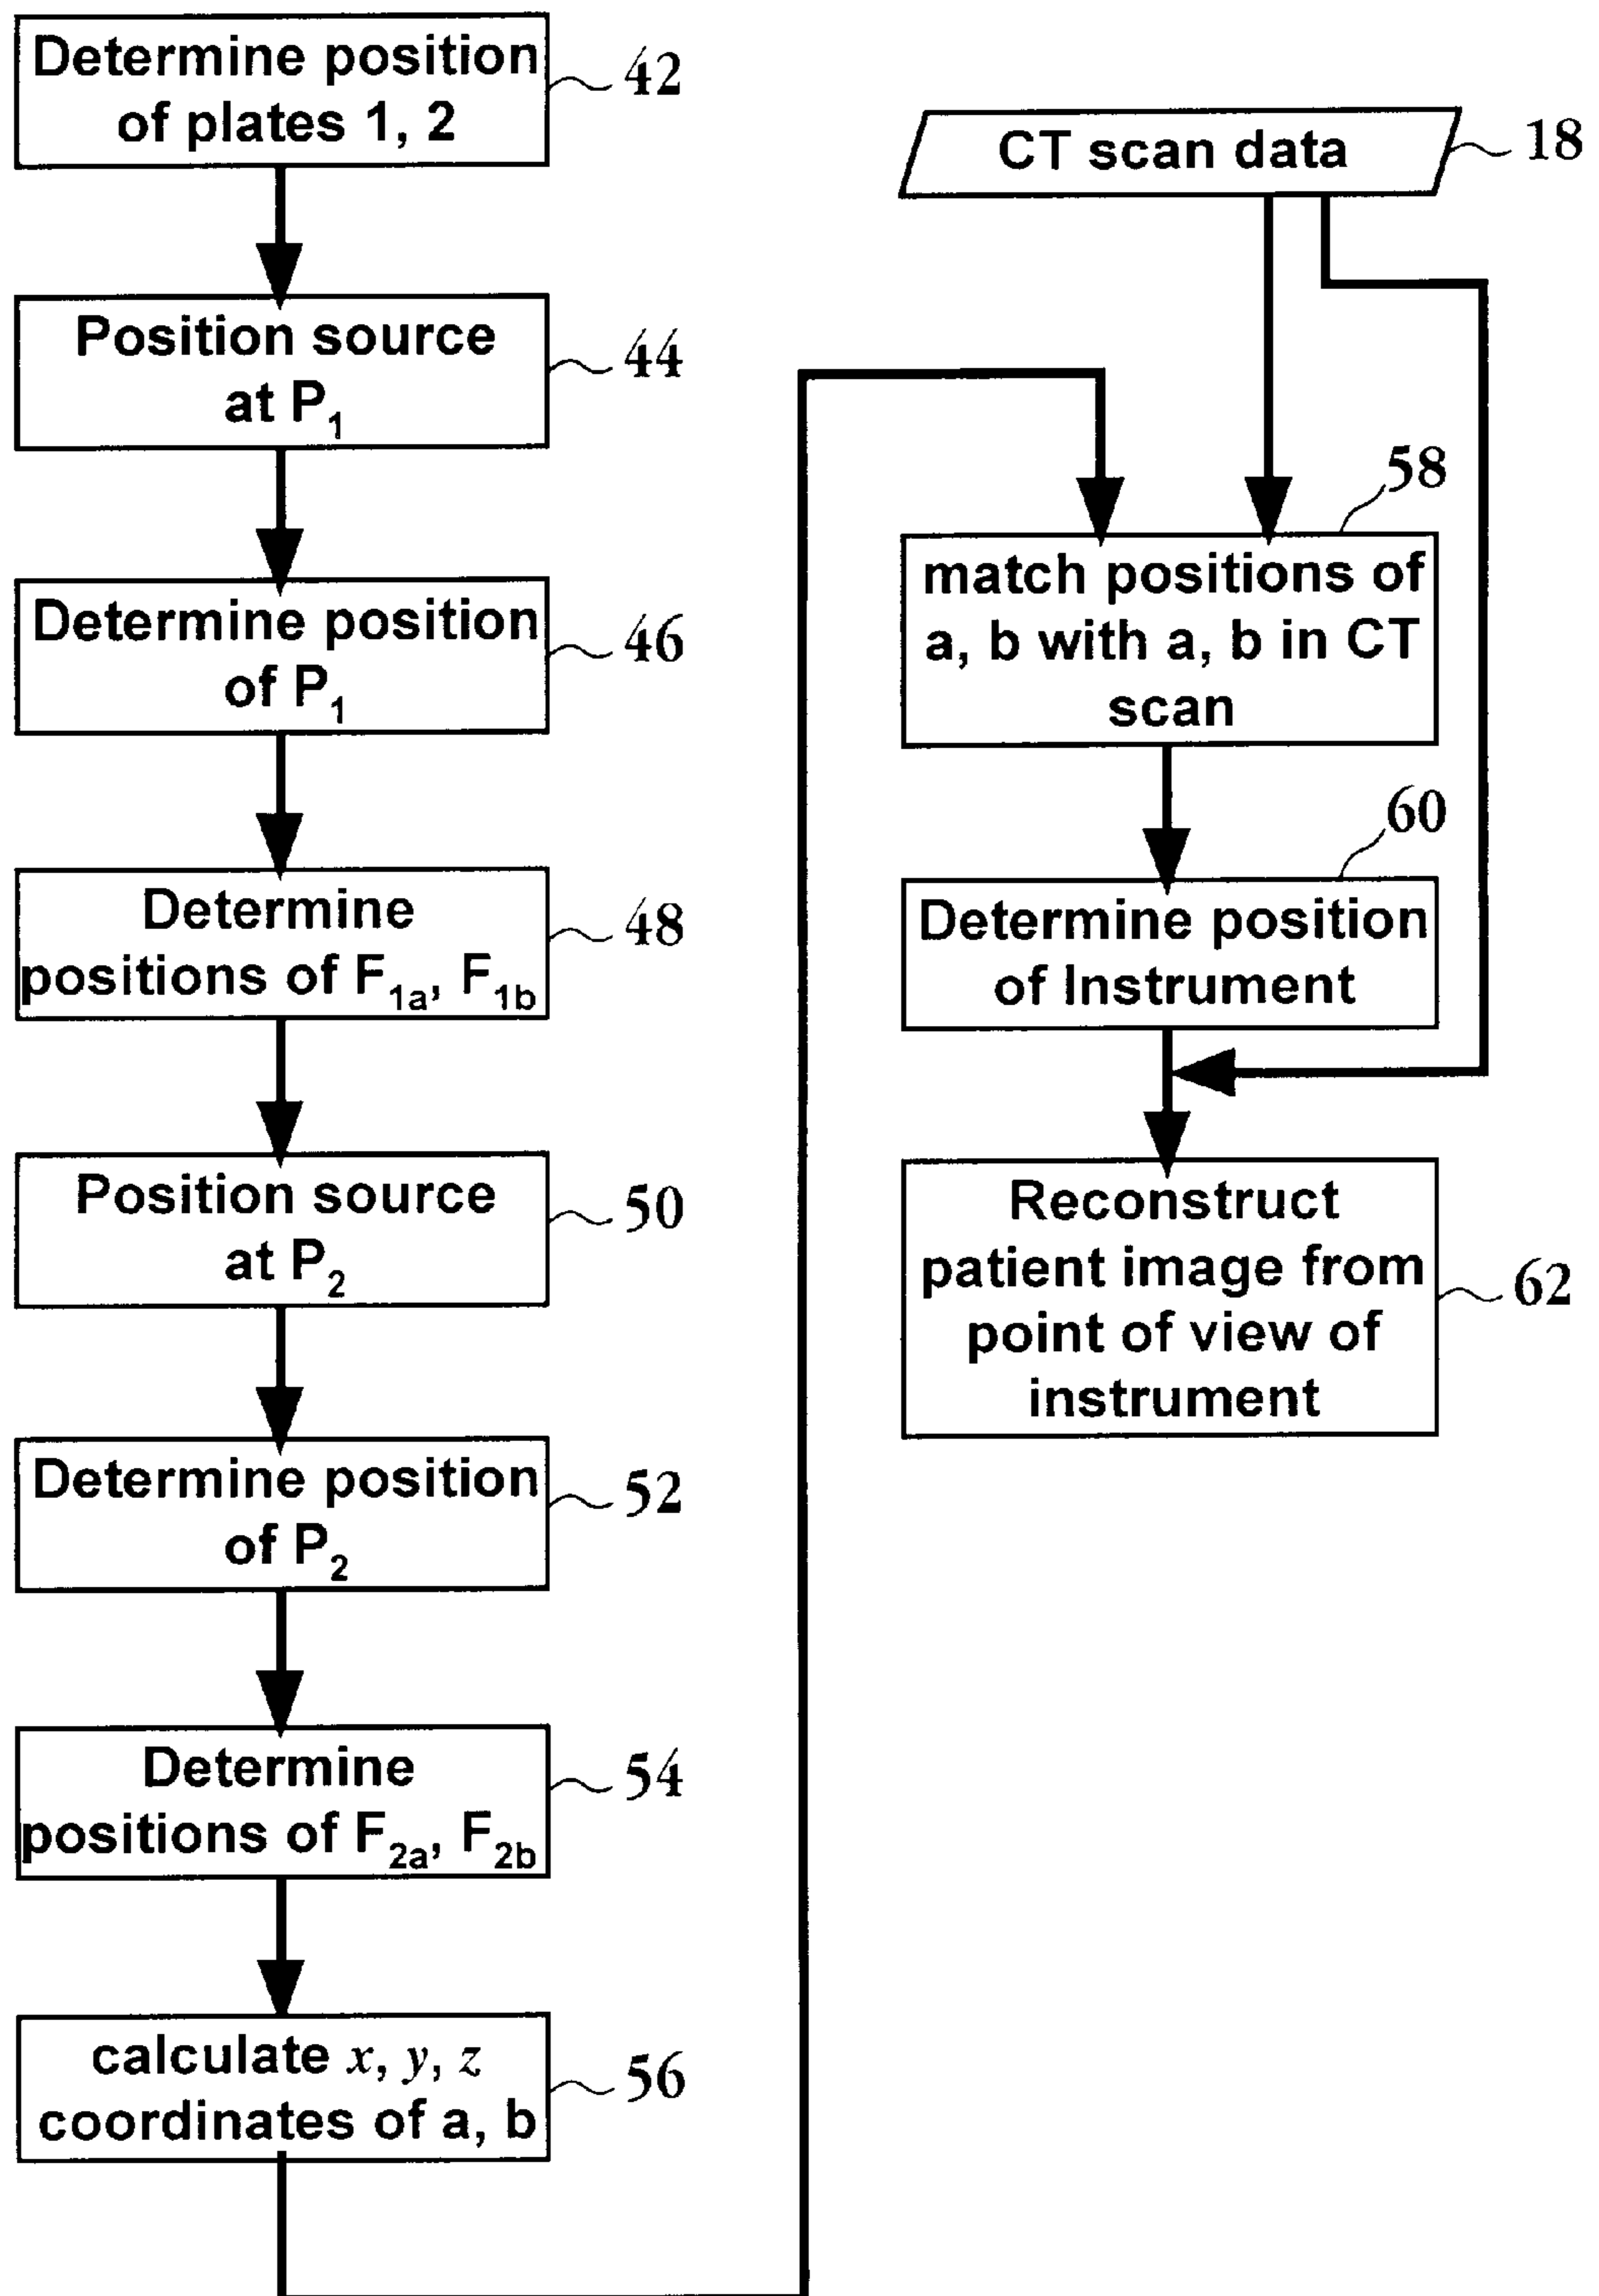 Determine position
of plates 1, 2
42
Position source
at P1
44
Determine position
of P1
46
Determine
positions of F1a, F1b
48
Position source
at P2
50
Determine position
of P2
52
Determine
positions of F2a, F2b
54
calculate x, y, z
coordinates of a, b
56
CT scan data
18
58
match positions of
a, b with a, b in CT
scan
60
Determine position
of Instrument
Reconstruct
patient image from
point of view of
instrument
62